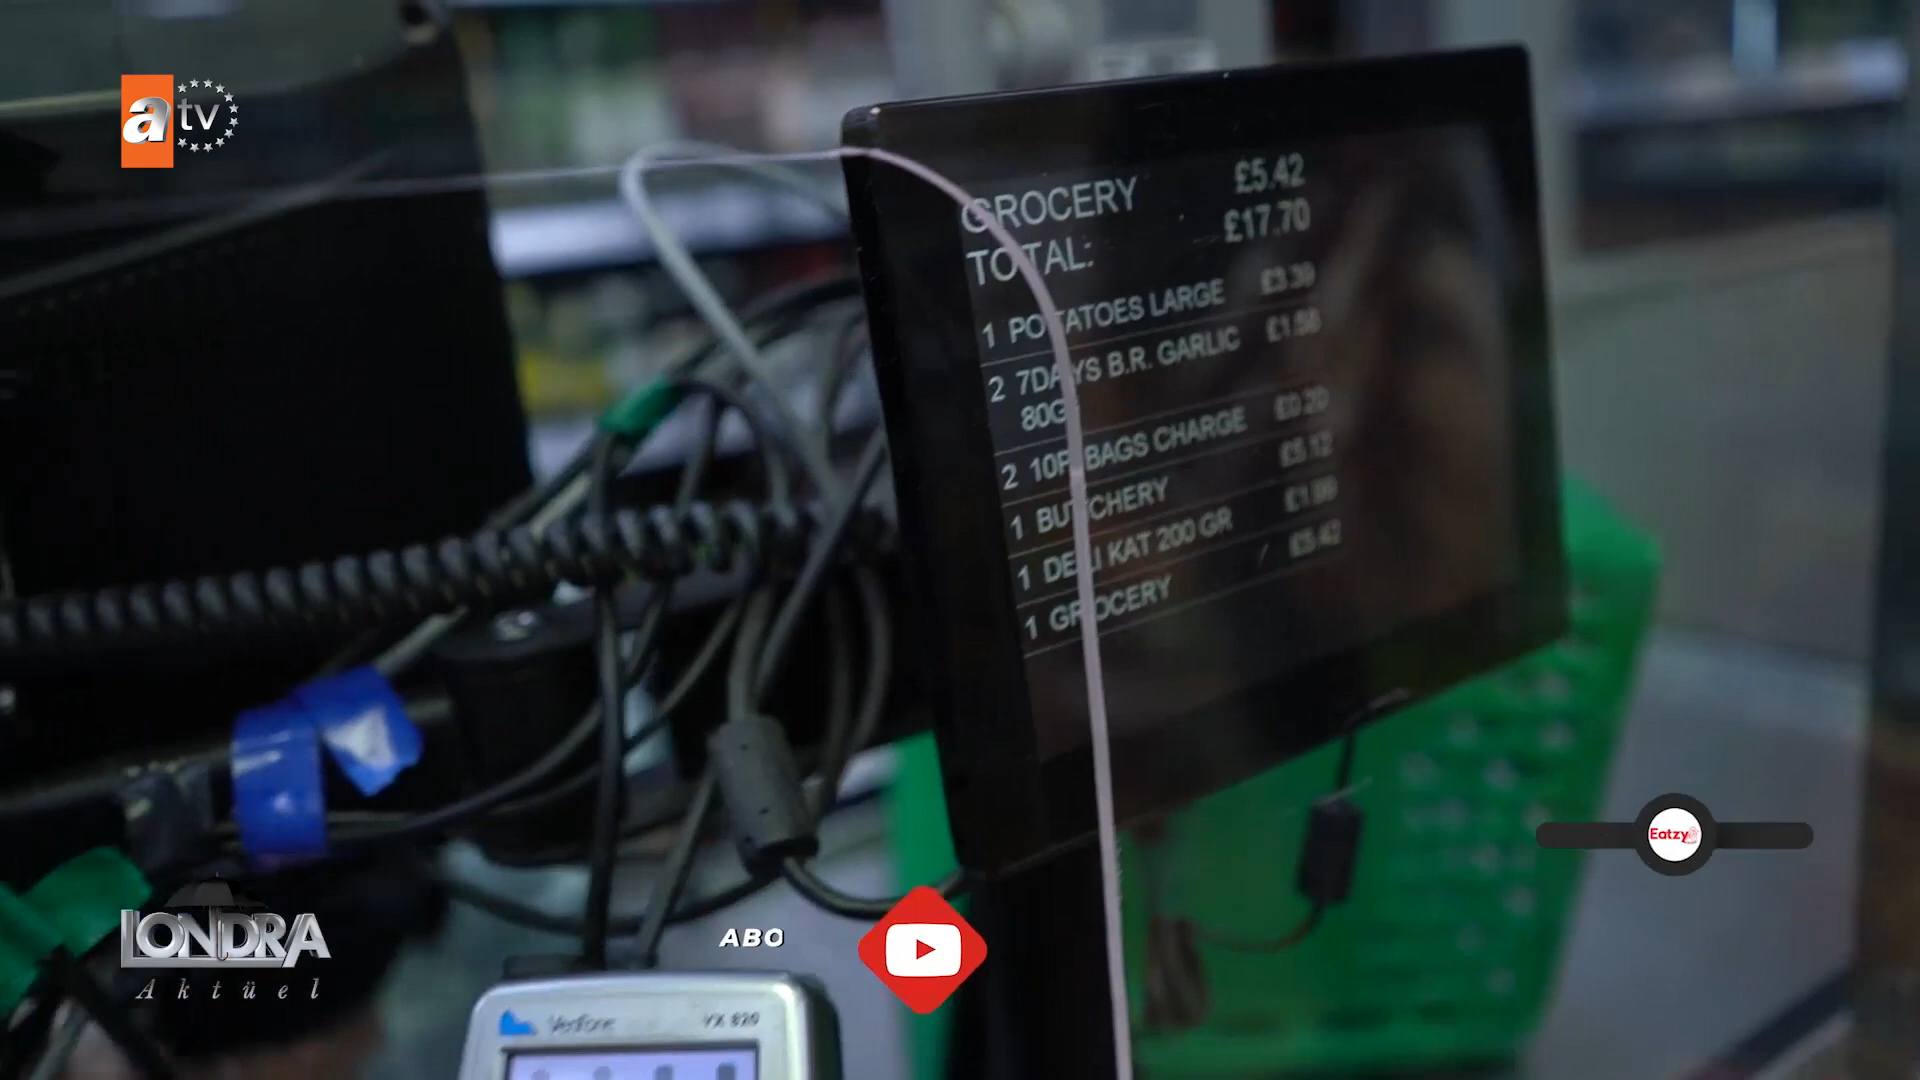 a tv
GROCERY £5.42
TOTAL: £17.70
1 POTATOES LARGE £3.39
2 7DAYS B.R. GARLIC £1.58
80G
2 10P BAGS CHARGE £0.20
1 BUTCHERY £5.12
1 DELI KAT 200 GR £1.99
1 GROCERY £5.42
Eatzy
LONDRA
Aktüel
ABO
Verifone VX 820